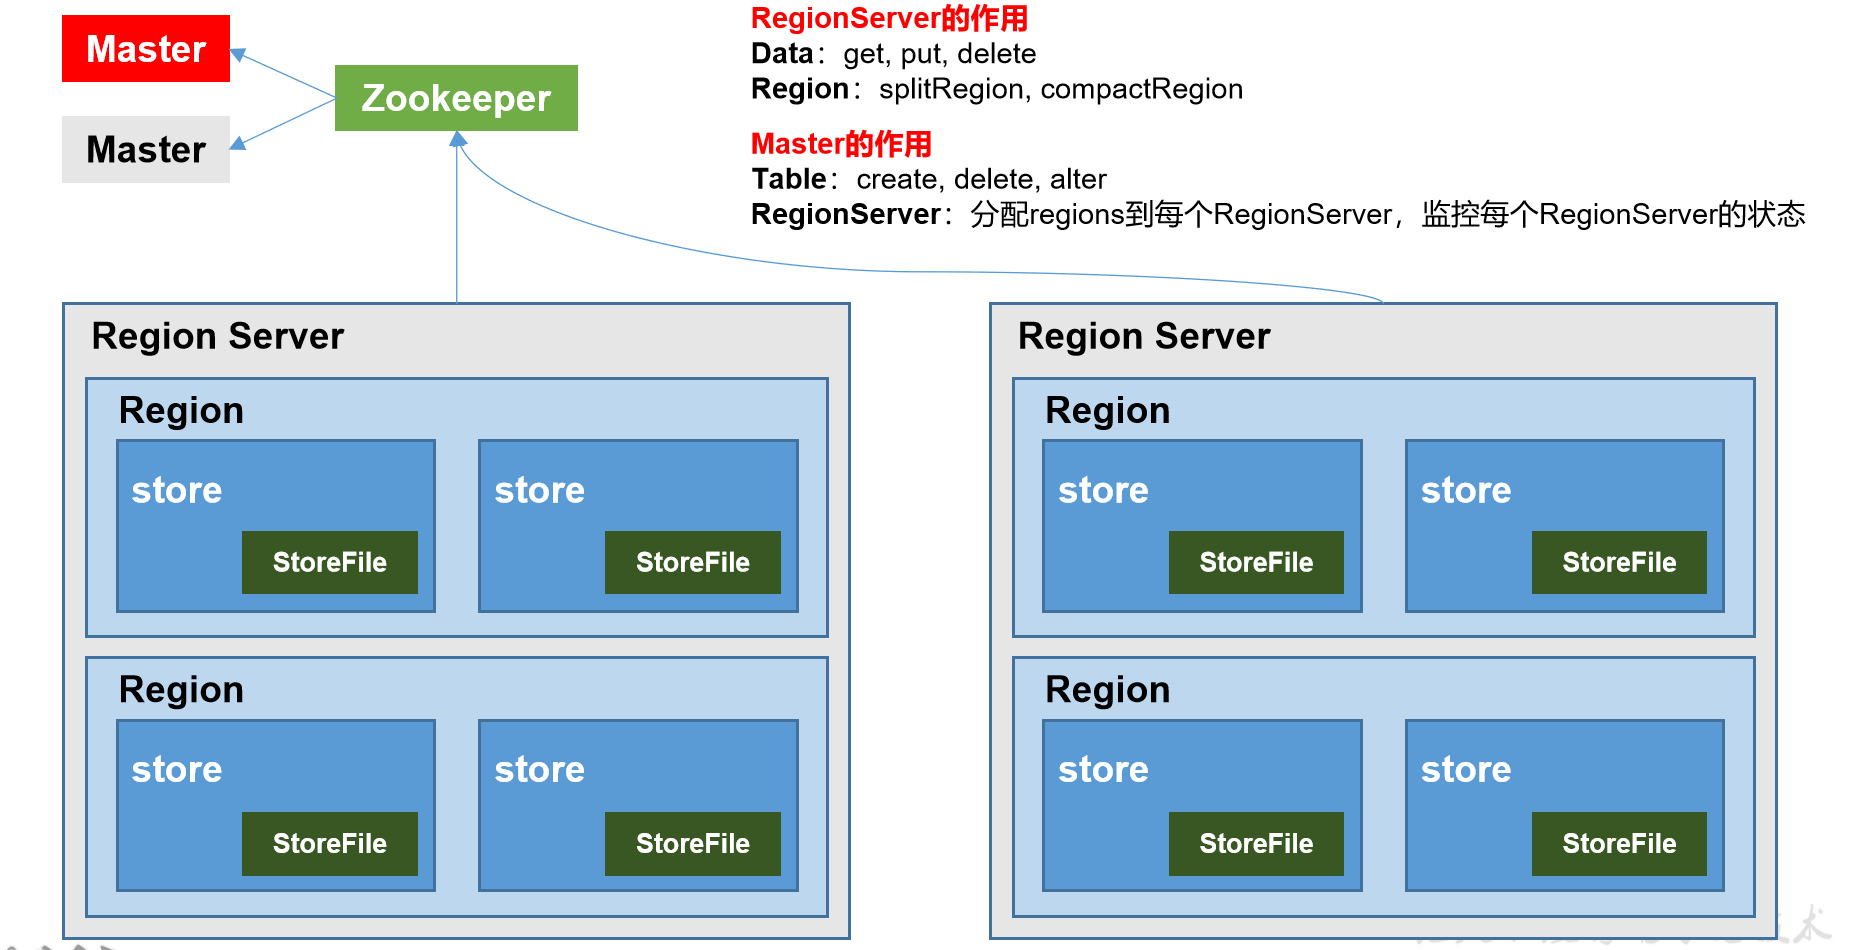 Master
Master
Zookeeper
RegionServer的作用
Data：get, put, delete
Region：splitRegion, compactRegion
Master的作用
Table：create, delete, alter
RegionServer：分配regions到每个RegionServer，监控每个RegionServer的状态
Region Server
Region
store
StoreFile
store
StoreFile
Region
store
StoreFile
store
StoreFile
Region Server
Region
store
StoreFile
store
StoreFile
Region
store
StoreFile
store
StoreFile